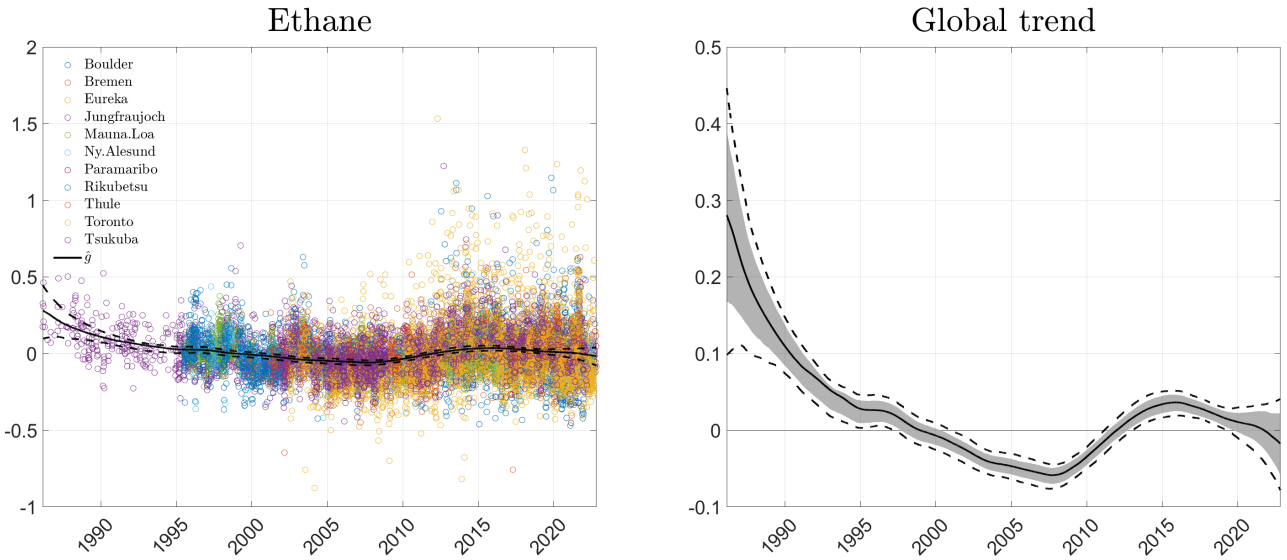 Ethane
2
1.5
1
0.5
0
-0.5
-1
Boulder
Bremen
Eureka
Jungfraujoch
Mauna.Loa
Ny.Alesund
Paramaribo
Rikubetsu
Thule
Toronto
Tsukuba
ĝ
1990
1995
2000
2005
2010
2015
2020
Global trend
0.5
0.4
0.3
0.2
0.1
0
-0.1
1990
1995
2000
2005
2010
2015
2020